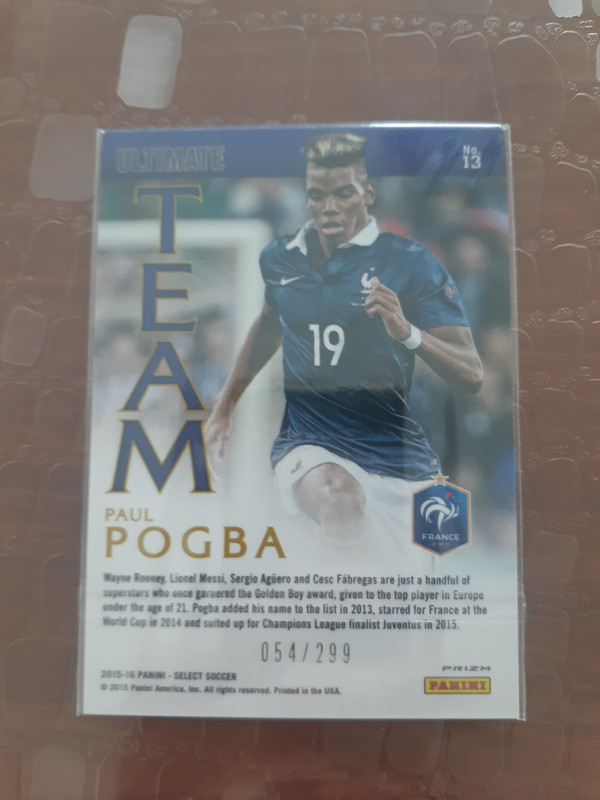 ULTIMATE
No.
13
TEAM
19
PAUL
POGBA
FRANCE
Wayne Rooney, Lionel Messi, Sergio Agüero and Cesc Fábregas are just a handful of
superstars who once garnered the Golden Boy award, given to the top player in Europe
under the age of 21. Pogba added his name to the list in 2013, starred for France at the
World Cup in 2014 and suited up for Champions League finalist Juventus in 2015.
054/299
2015-16 PANINI - SELECT SOCCER
© 2015 Panini America, Inc. All rights reserved. Printed in the USA.
PRIZM
PANINI